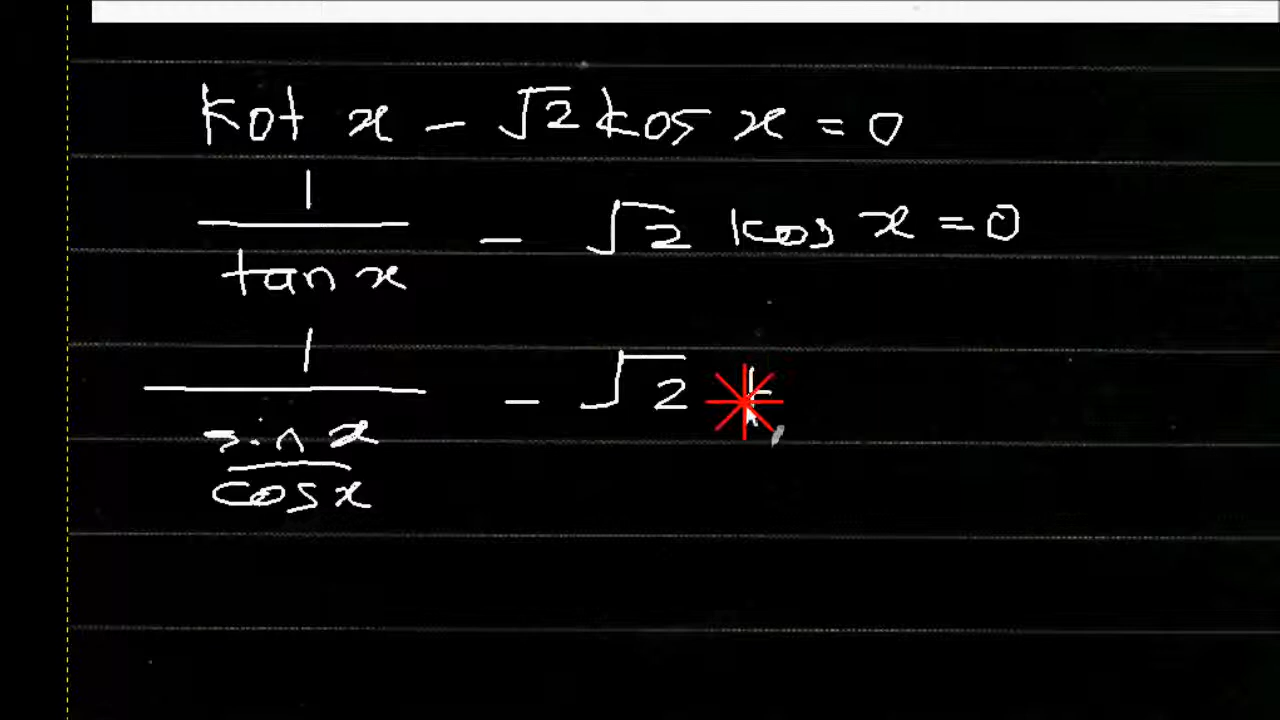 kot x - √2 kos x = 0
1/tan x - √2 kos x = 0
1/(sin x/cos x) - √2 k